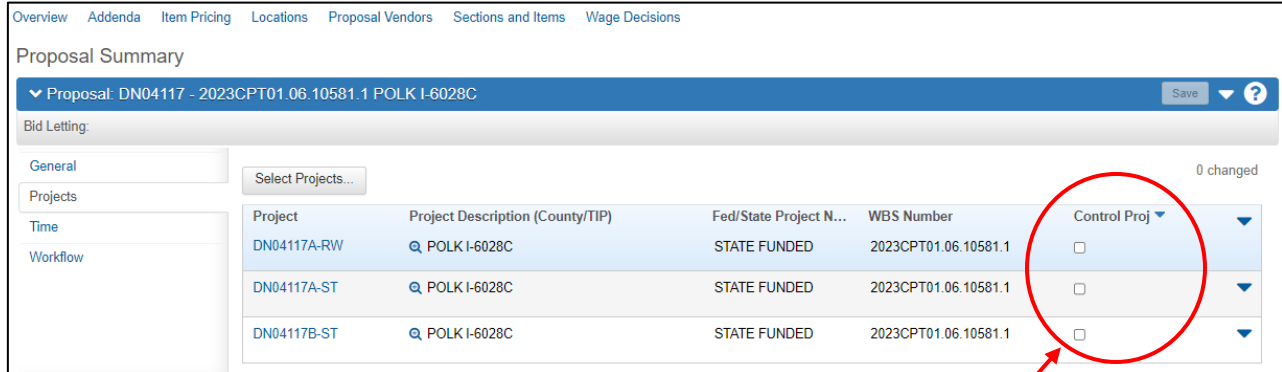 Overview Addenda Item Pricing Locations Proposal Vendors Sections and Items Wage Decisions
Proposal Summary
Proposal: DN04117 - 2023CPT01.06.10581.1 POLK I-6028C Save ?
Bid Letting:
General
Projects
Time
Workflow
Select Projects... 0 changed
Project Project Description (County/TIP) Fed/State Project N... WBS Number Control Proj
DN04117A-RW POLK I-6028C STATE FUNDED 2023CPT01.06.10581.1
DN04117A-ST POLK I-6028C STATE FUNDED 2023CPT01.06.10581.1
DN04117B-ST POLK I-6028C STATE FUNDED 2023CPT01.06.10581.1